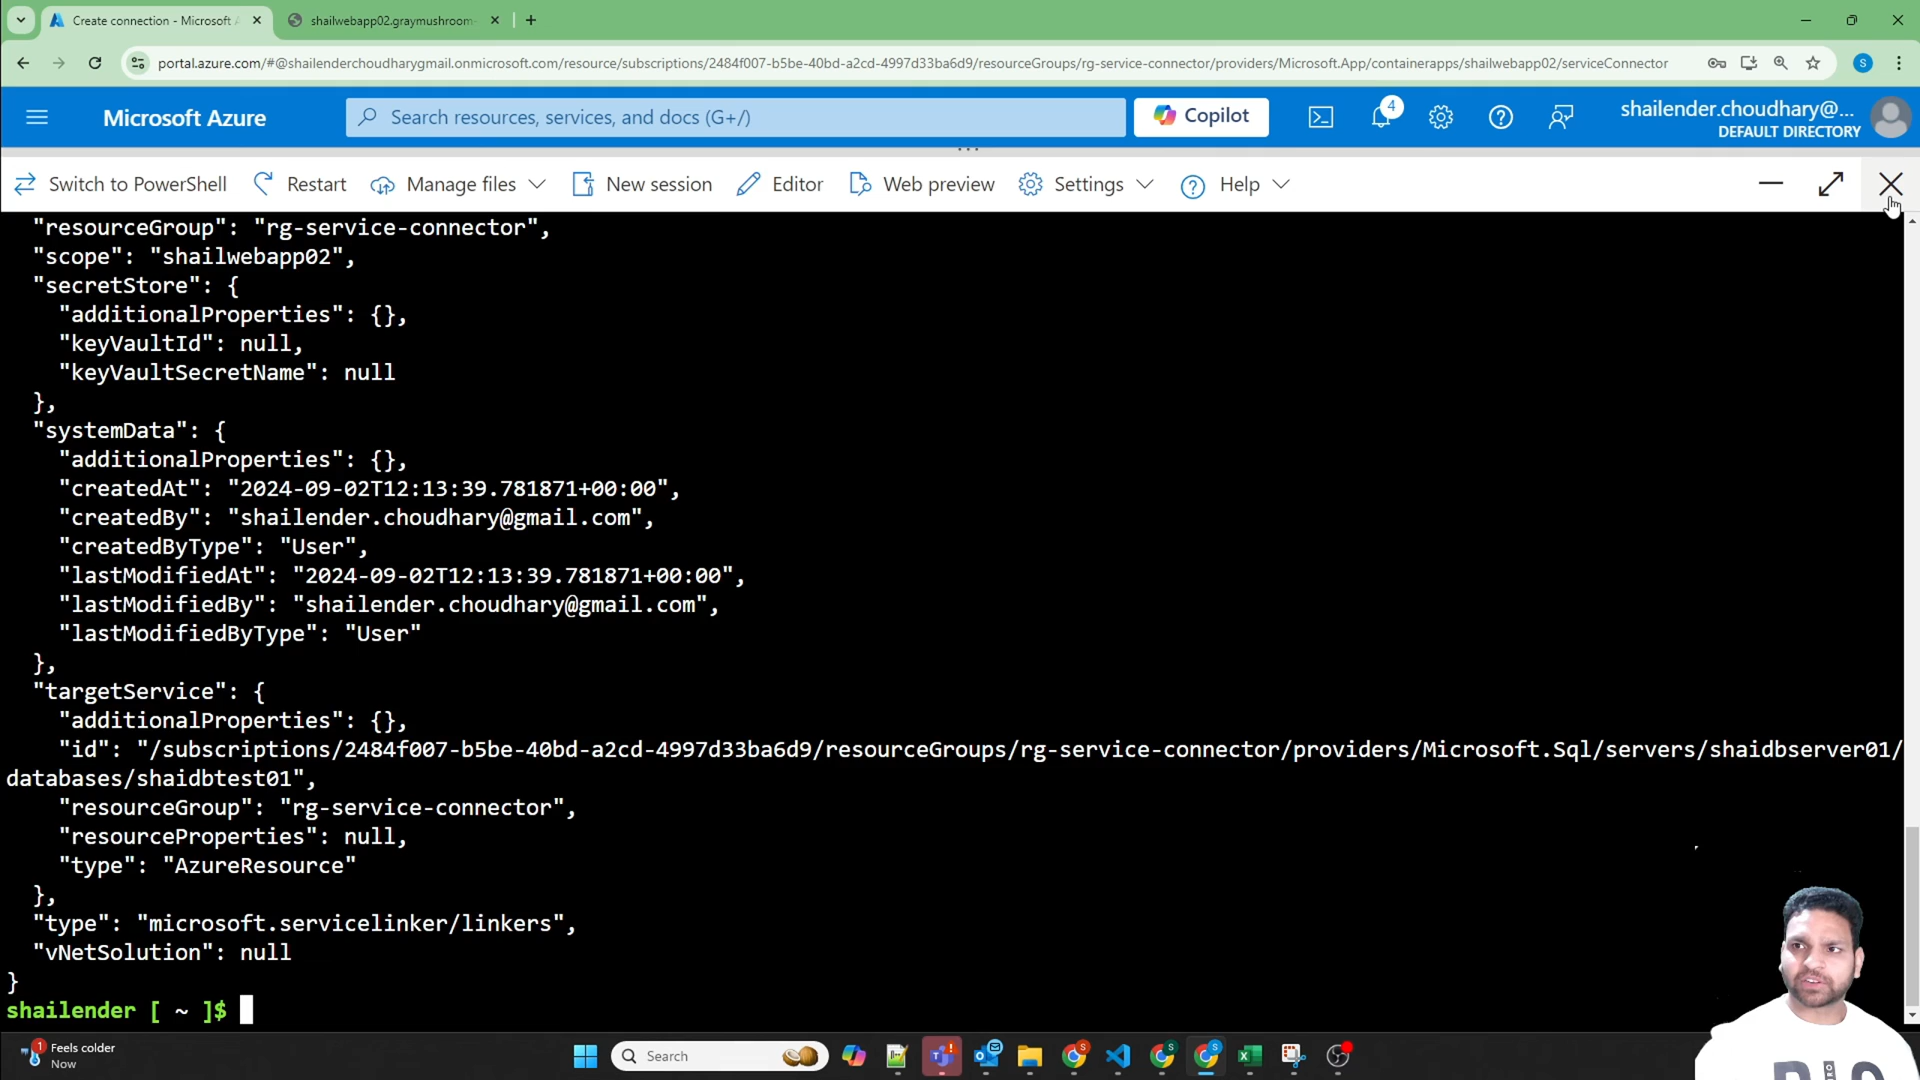 Create connection - Microsoft A
shailwebapp02.graymushroom-
portal.azure.com/#@shailenderchoudharygmail.onmicrosoft.com/resource/subscriptions/2484f007-b5be-40bd-a2cd-4997d33ba6d9/resourceGroups/rg-service-connector/providers/Microsoft.App/containerapps/shailwebapp02/serviceConnector
S
Microsoft Azure
Search resources, services, and docs (G+/)
Copilot
4
shailender.choudhary@...
DEFAULT DIRECTORY
Switch to PowerShell
Restart
Manage files
New session
Editor
Web preview
Settings
Help
"resourceGroup": "rg-service-connector",
"scope": "shailwebapp02",
"secretStore": {
"additionalProperties": {},
"keyVaultId": null,
"keyVaultSecretName": null
},
"systemData": {
"additionalProperties": {},
"createdAt": "2024-09-02T12:13:39.781871+00:00",
"createdBy": "shailender.choudhary@gmail.com",
"createdByType": "User",
"lastModifiedAt": "2024-09-02T12:13:39.781871+00:00",
"lastModifiedBy": "shailender.choudhary@gmail.com",
"lastModifiedByType": "User"
},
"targetService": {
"additionalProperties": {},
"id": "/subscriptions/2484f007-b5be-40bd-a2cd-4997d33ba6d9/resourceGroups/rg-service-connector/providers/Microsoft.Sql/servers/shaidbserver01/
databases/shaidbtest01",
"resourceGroup": "rg-service-connector",
"resourceProperties": null,
"type": "AzureResource"
},
"type": "microsoft.servicelinker/linkers",
"vNetSolution": null
}
shailender [ ~ ]$
1
Feels colder
Now
Search